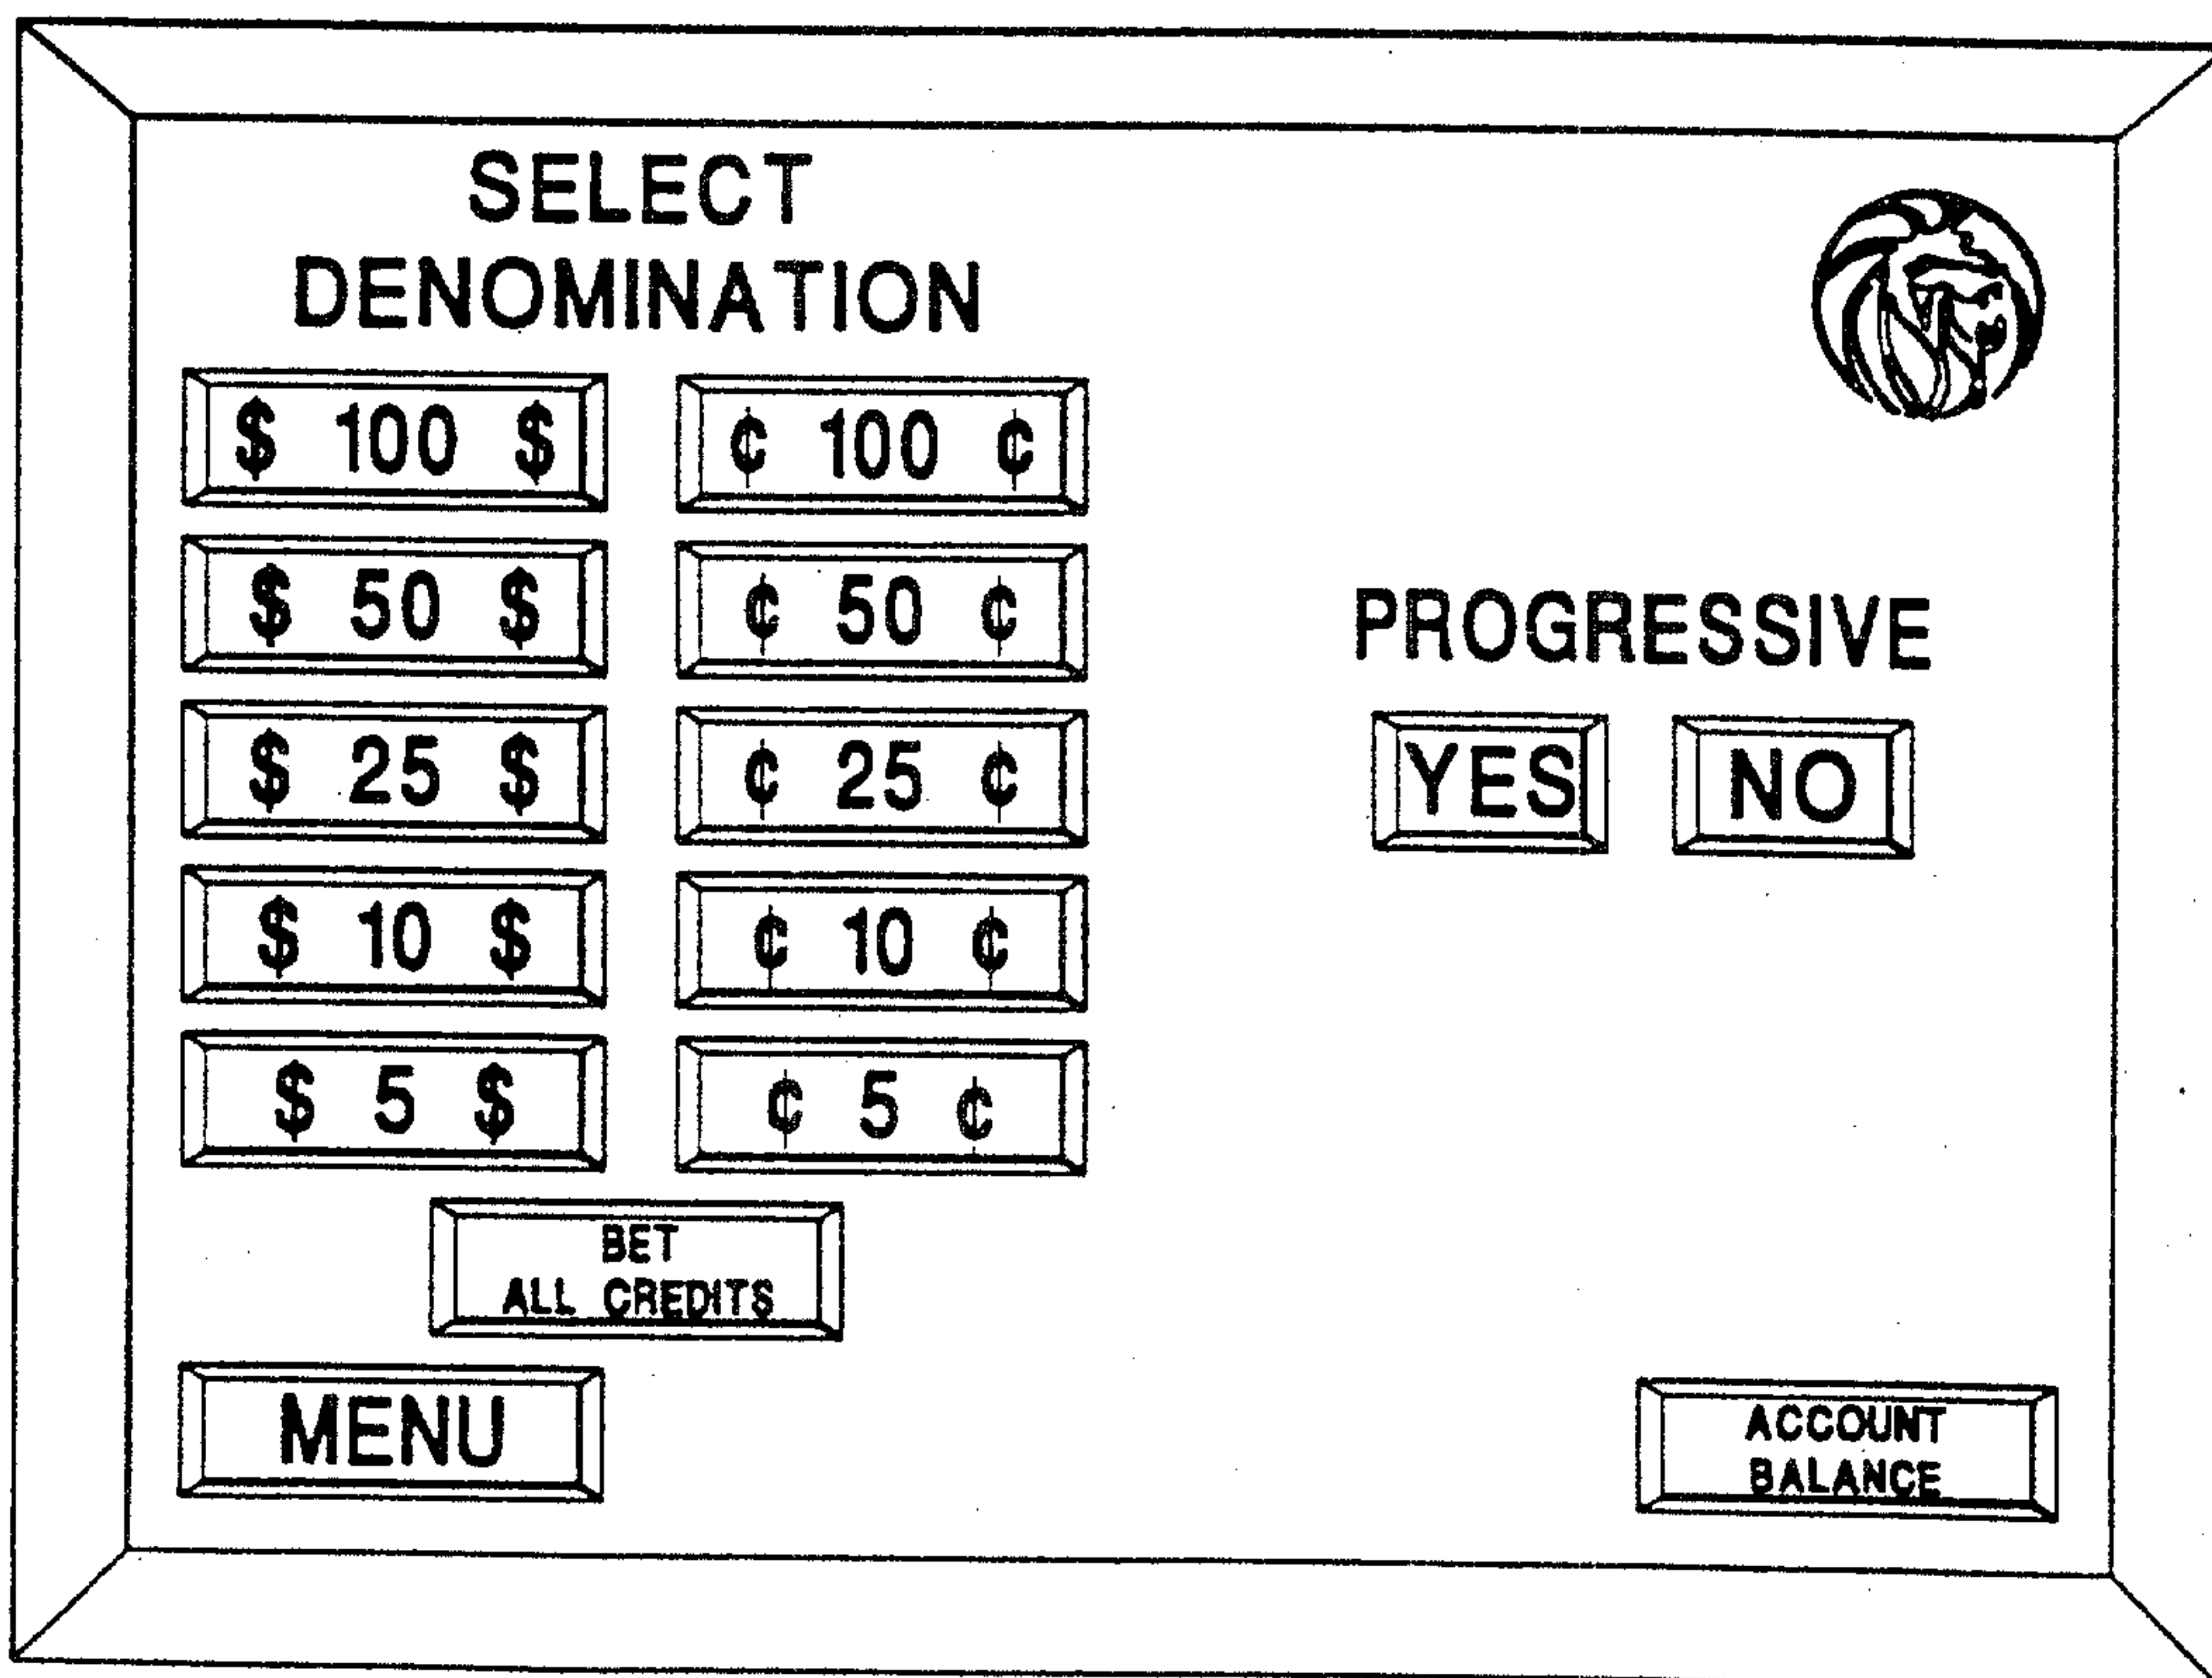 SELECT
DENOMINATION
$ 100 $
¢ 100 ¢
$ 50 $
¢ 50 ¢
PROGRESSIVE
$ 25 $
¢ 25 ¢
YES
NO
$ 10 $
¢ 10 ¢
$ 5 $
¢ 5 ¢
BET
ALL CREDITS
MENU
ACCOUNT
BALANCE